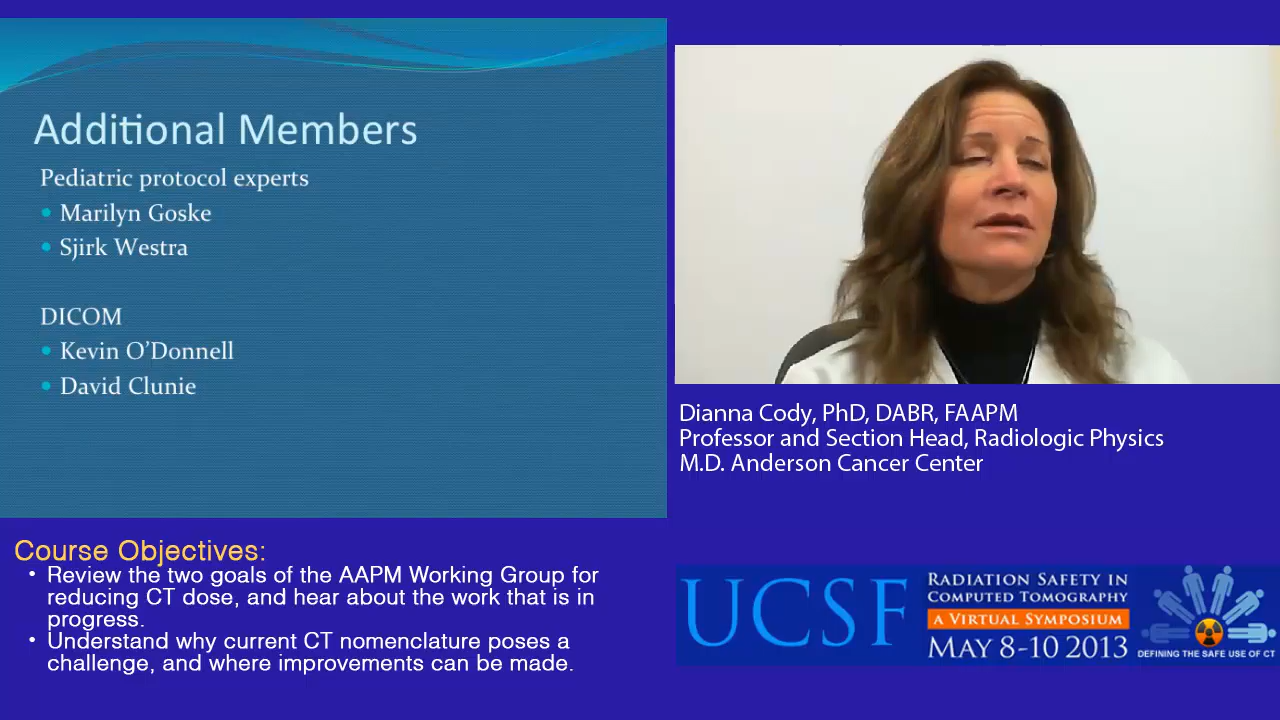 Additional Members
Pediatric protocol experts
• Marilyn Goske
• Sjirk Westra
DICOM
• Kevin O’Donnell
• David Clunie
Dianna Cody, PhD, DABR, FAAPM
Professor and Section Head, Radiologic Physics
M.D. Anderson Cancer Center
Course Objectives:
• Review the two goals of the AAPM Working Group for
reducing CT dose, and hear about the work that is in
progress.
• Understand why current CT nomenclature poses a
challenge, and where improvements can be made.
UCSF
Radiation Safety in
Computed Tomography
a Virtual Symposium
May 8-10 2013
DEFINING THE SAFE USE OF CT